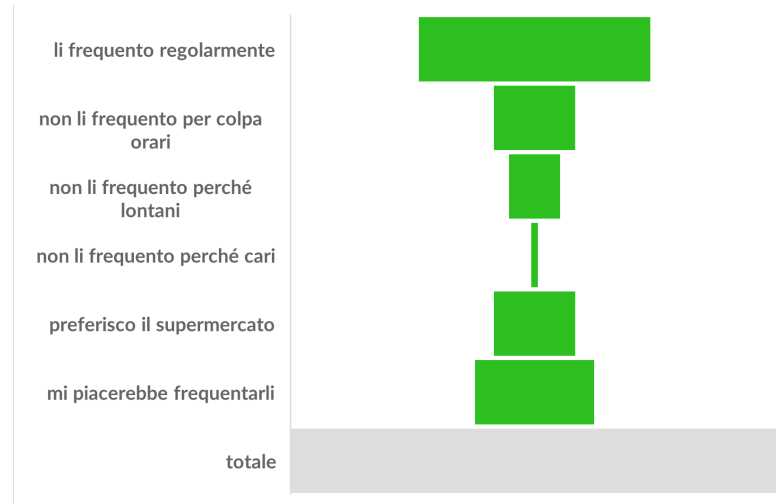 li frequento regolarmente
non li frequento per colpa
orari
non li frequento perché
lontani
non li frequento perché cari
preferisco il supermercato
mi piacerebbe frequentarli
totale